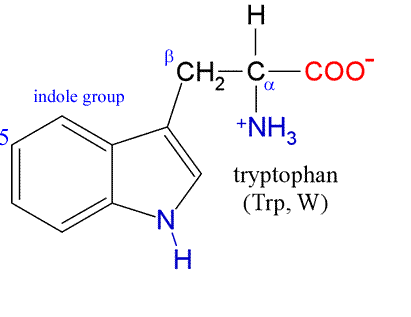 H
β
CH2
C
COO-
α
indole group
+NH3
5
tryptophan
(Trp, W)
N
H